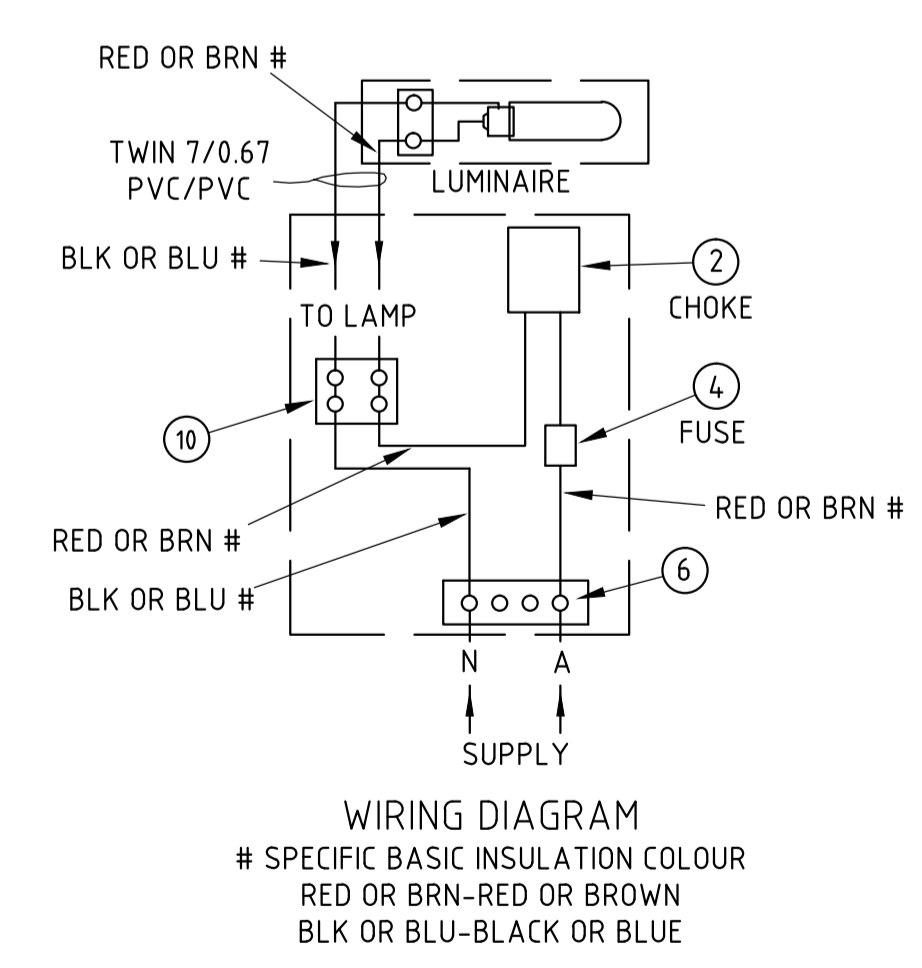 RED OR BRN #
TWIN 7/0.67
PVC/PVC
LUMINAIRE
BLK OR BLU #
2
CHOKE
TO LAMP
4
FUSE
10
RED OR BRN #
RED OR BRN #
6
BLK OR BLU #
N A
SUPPLY
WIRING DIAGRAM
# SPECIFIC BASIC INSULATION COLOUR
RED OR BRN-RED OR BROWN
BLK OR BLU-BLACK OR BLUE